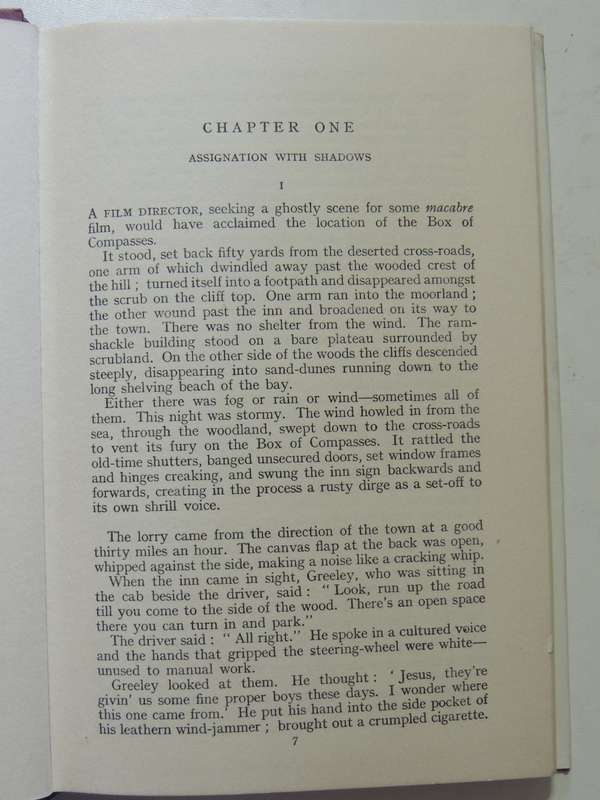 CHAPTER ONE
ASSIGNATION WITH SHADOWS
I
A FILM DIRECTOR, seeking a ghostly scene for some macabre
film, would have acclaimed the location of the Box of
Compasses.
It stood, set back fifty yards from the deserted cross-roads,
one arm of which dwindled away past the wooded crest of
the hill ; turned itself into a footpath and disappeared amongst
the scrub on the cliff top. One arm ran into the moorland ;
the other wound past the inn and broadened on its way to
the town. There was no shelter from the wind. The ram-
shackle building stood on a bare plateau surrounded by
scrubland. On the other side of the woods the cliffs descended
steeply, disappearing into sand-dunes running down to the
long shelving beach of the bay.
Either there was fog or rain or wind—sometimes all of
them. This night was stormy. The wind howled in from the
sea, through the woodland, swept down to the cross-roads
to vent its fury on the Box of Compasses. It rattled the
old-time shutters, banged unsecured doors, set window frames
and hinges creaking, and swung the inn sign backwards and
forwards, creating in the process a rusty dirge as a set-off to
its own shrill voice.
The lorry came from the direction of the town at a good
thirty miles an hour. The canvas flap at the back was open,
whipped against the side, making a noise like a cracking whip.
When the inn came in sight, Greeley, who was sitting in
the cab beside the driver, said : " Look, run up the road
till you come to the side of the wood. There's an open space
there you can turn in and park."
The driver said : " All right." He spoke in a cultured voice
and the hands that gripped the steering-wheel were white—
unused to manual work.
Greeley looked at them. He thought : ' Jesus, they're
givin' us some fine proper boys these days. I wonder where
this one came from.' He put his hand into the side pocket of
his leathern wind-jammer ; brought out a crumpled cigarette.
7